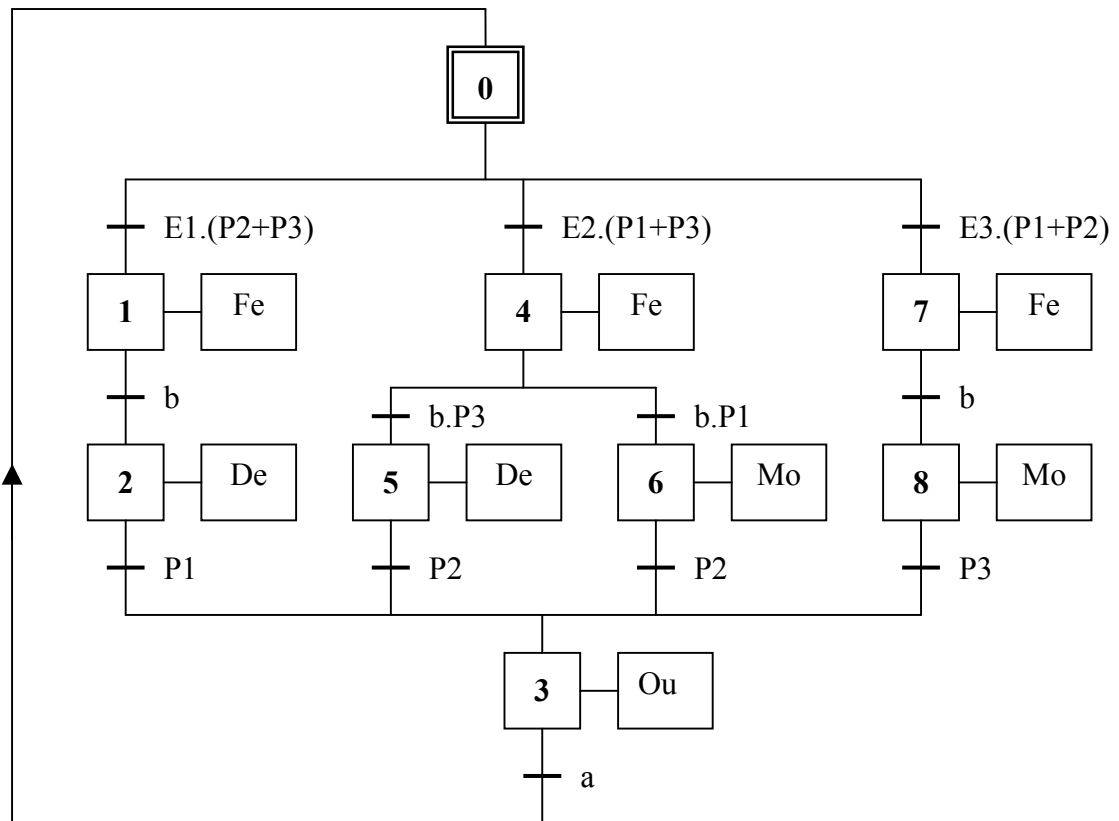 0
E1.(P2+P3) E2.(P1+P3) E3.(P1+P2)
1 Fe 4 Fe 7 Fe
b b.P3 b.P1 b
2 De 5 De 6 Mo 8 Mo
P1 P2 P2 P3
3 Ou
a